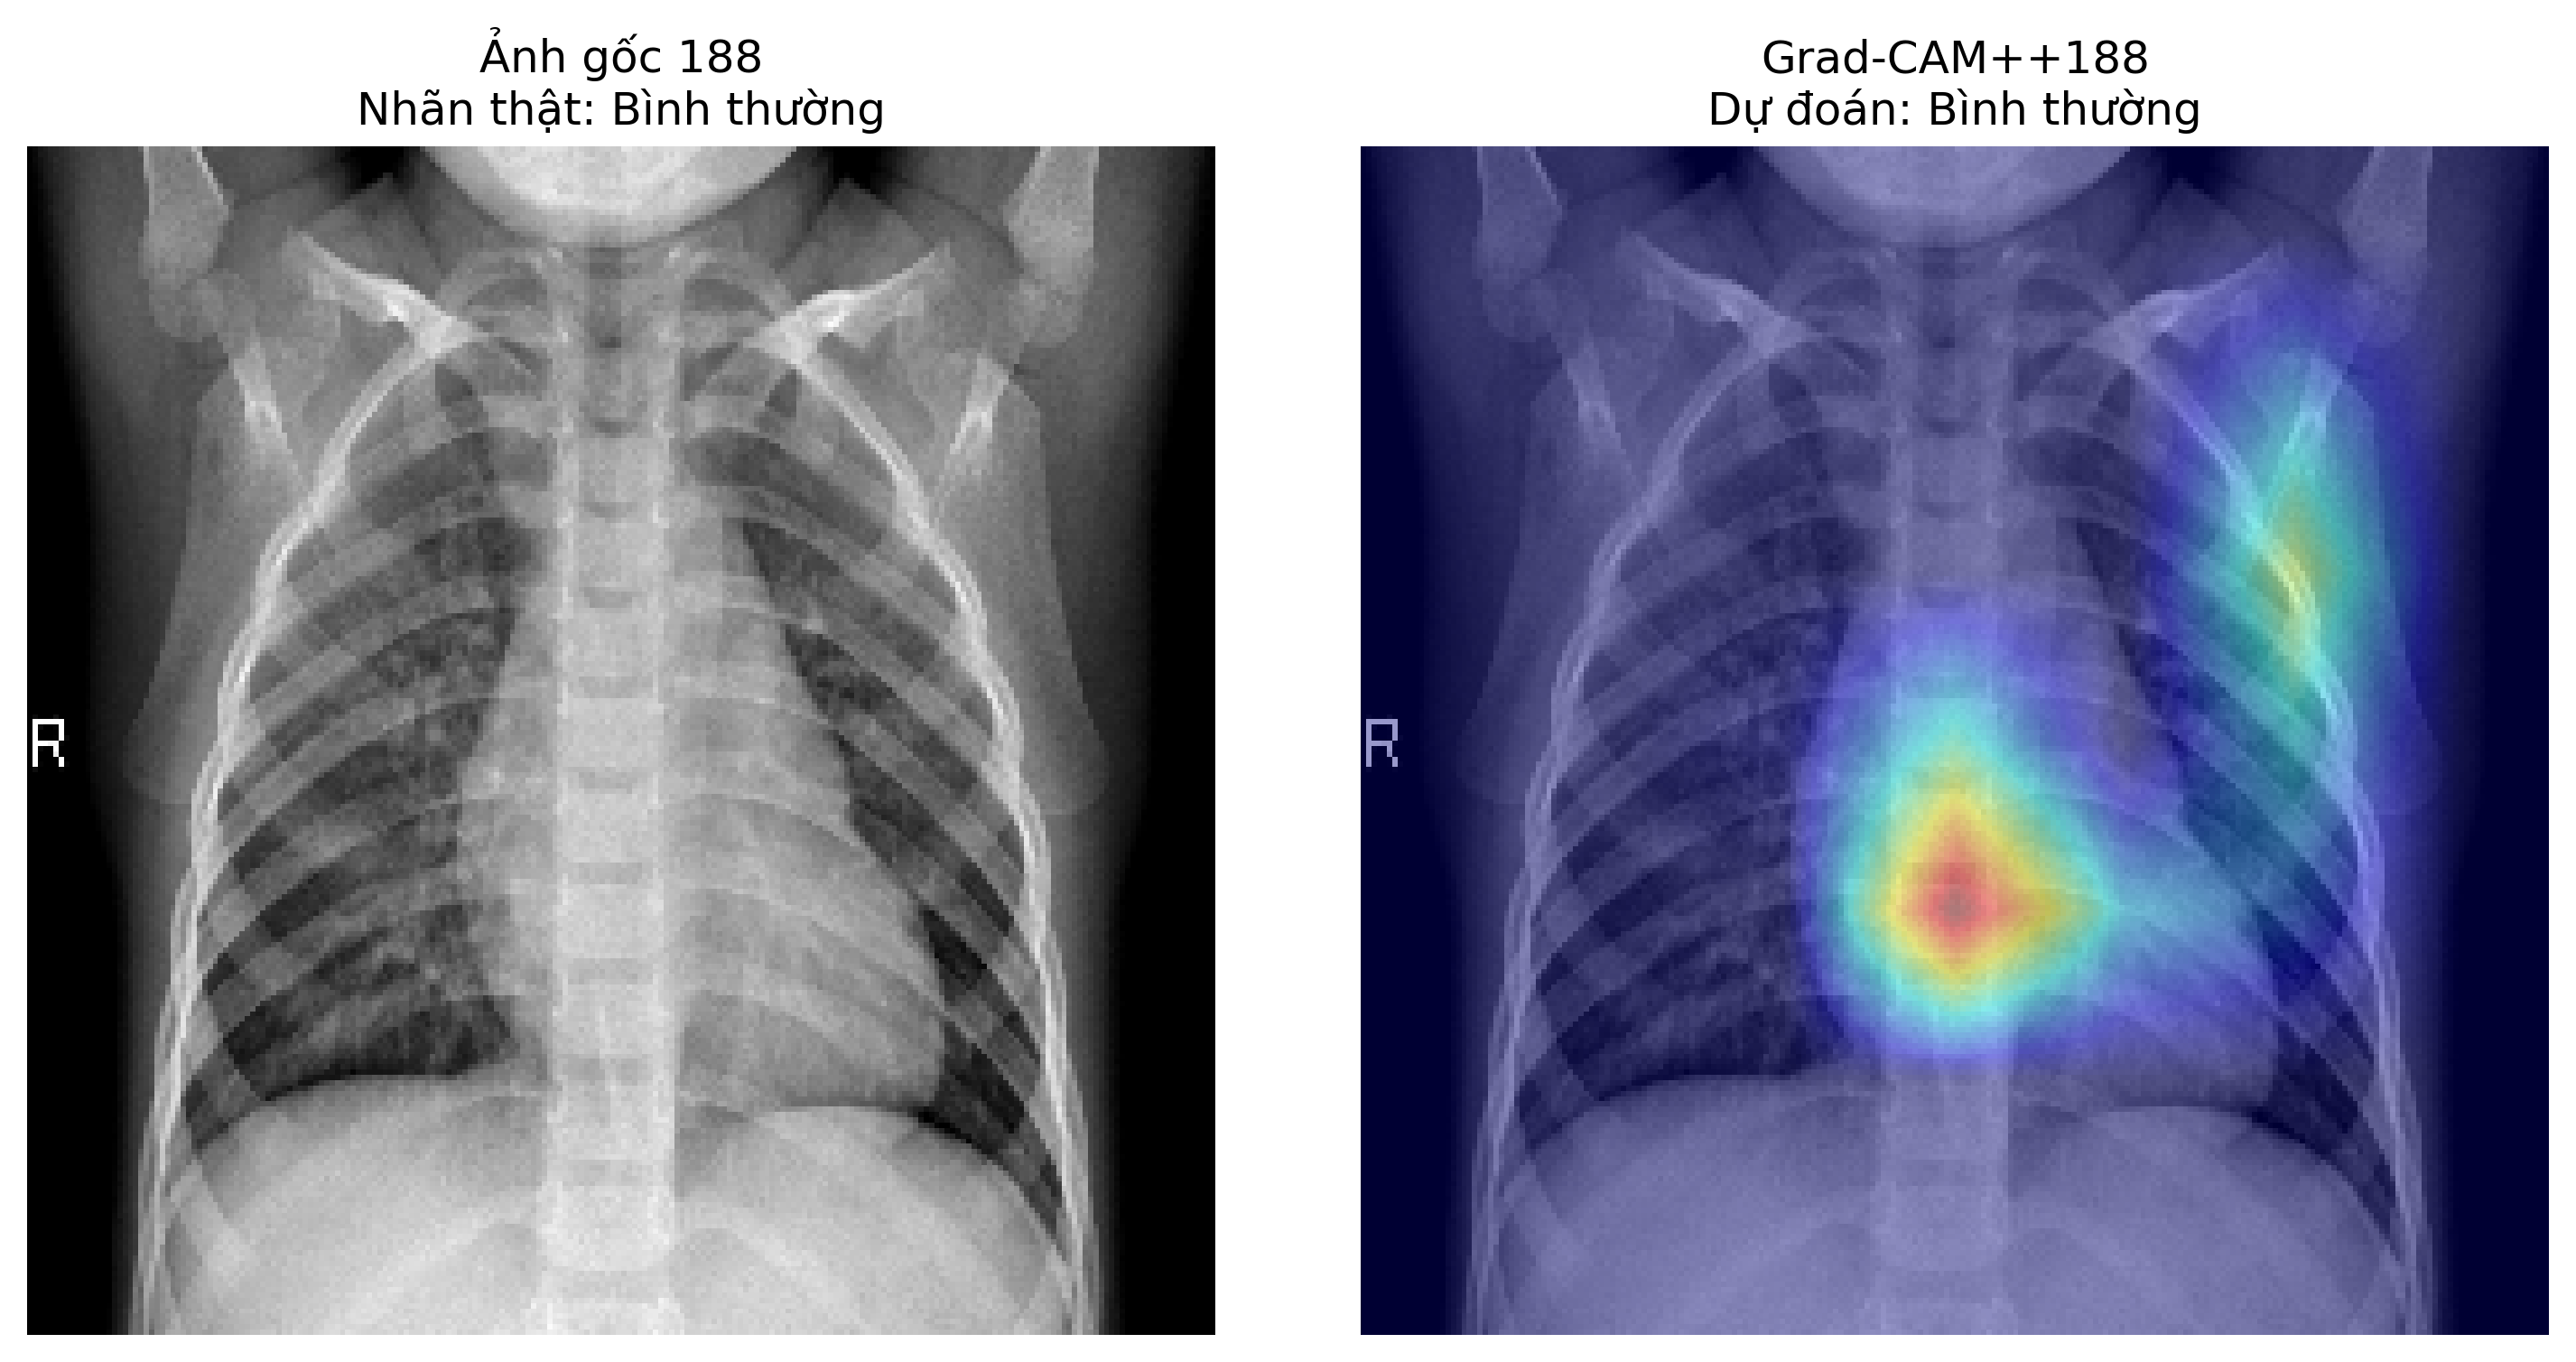 Ảnh gốc 188
Nhãn thật: Bình thường
Grad-CAM++188
Dự đoán: Bình thường
R
R